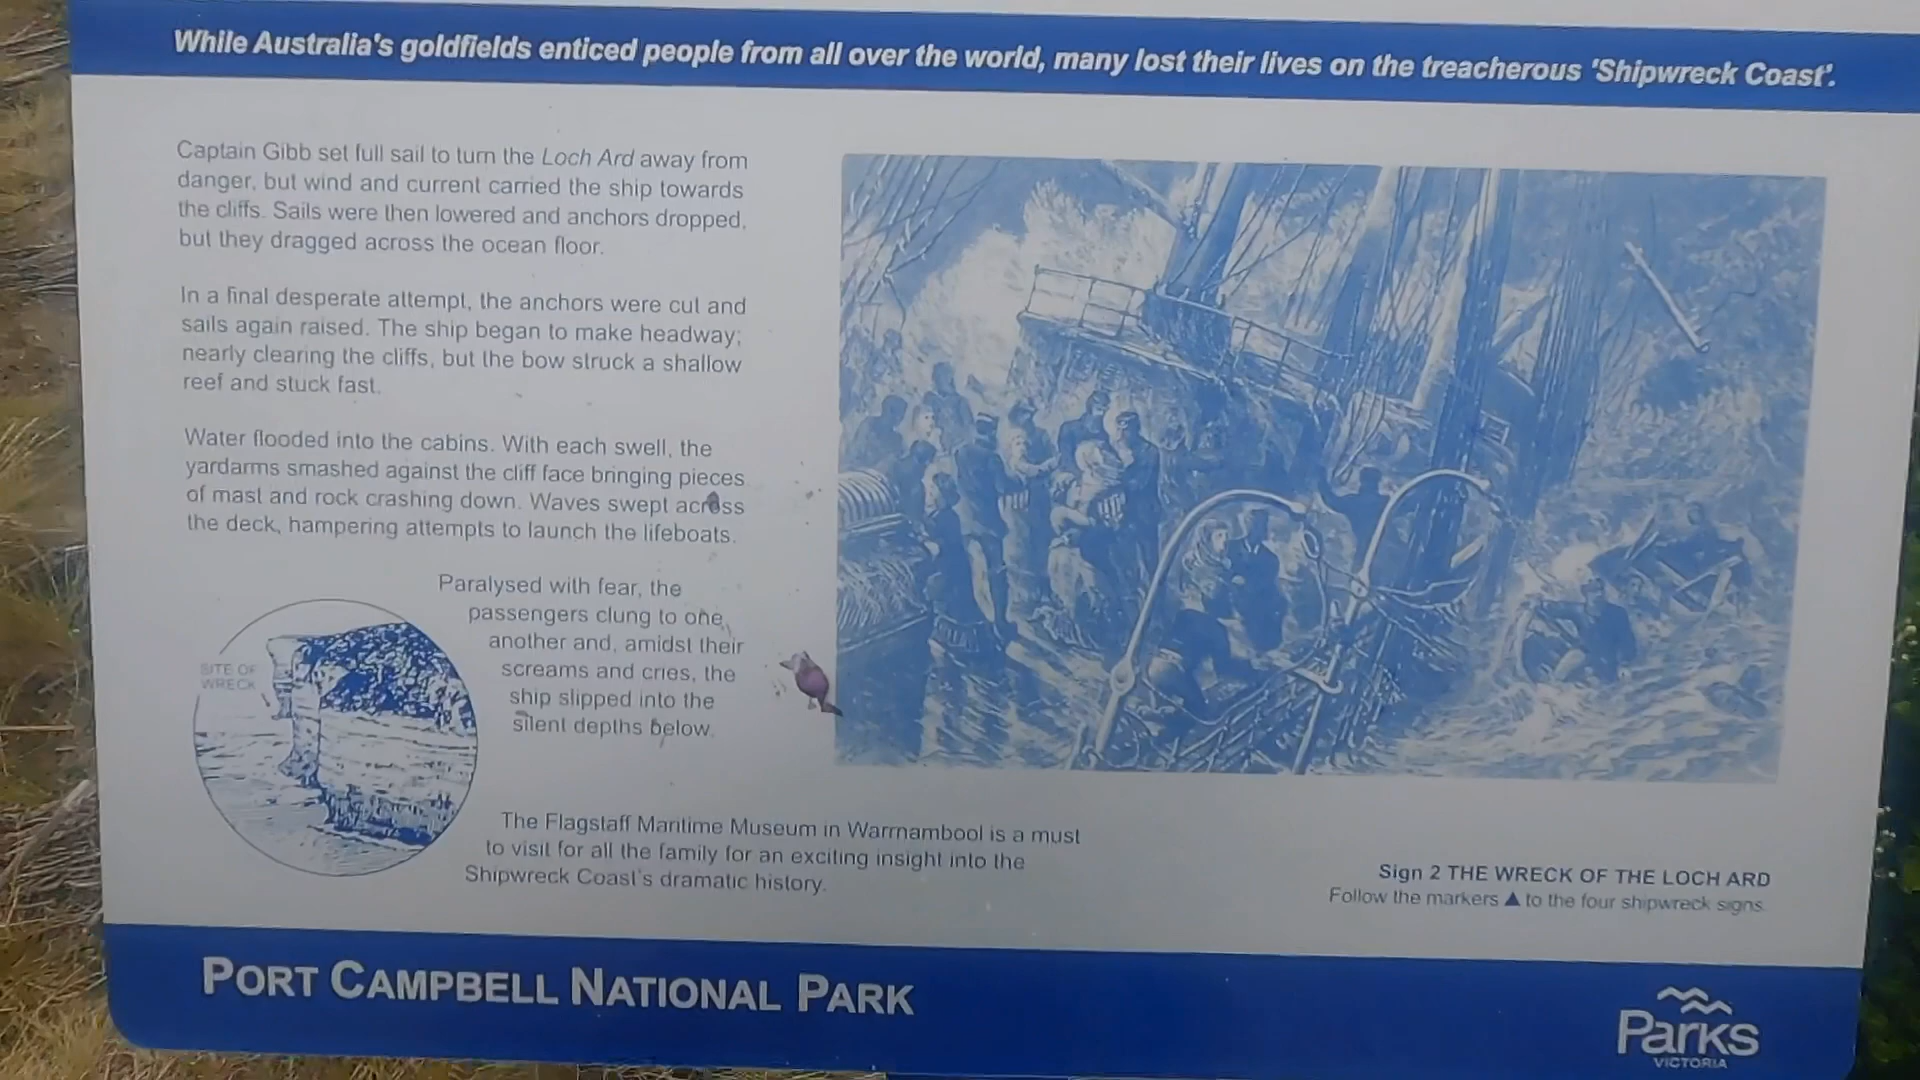 While Australia's goldfields enticed people from all over the world, many lost their lives on the treacherous 'Shipwreck Coast'.
Captain Gibb set full sail to turn the Loch Ard away from
danger, but wind and current carried the ship towards
the cliffs. Sails were then lowered and anchors dropped,
but they dragged across the ocean floor.
In a final desperate attempt, the anchors were cut and
sails again raised. The ship began to make headway;
nearly clearing the cliffs, but the bow struck a shallow
reef and stuck fast.
Water flooded into the cabins. With each swell, the
yardarms smashed against the cliff face bringing pieces
of mast and rock crashing down. Waves swept across
the deck, hampering attempts to launch the lifeboats.
Paralysed with fear, the
passengers clung to one
another and, amidst their
screams and cries, the
ship slipped into the
silent depths below.
SITE OF
WRECK
The Flagstaff Maritime Museum in Warrnambool is a must
to visit for all the family for an exciting insight into the
Shipwreck Coast's dramatic history.
Sign 2 THE WRECK OF THE LOCH ARD
Follow the markers ▲ to the four shipwreck signs.
PORT CAMPBELL NATIONAL PARK
Parks
VICTORIA